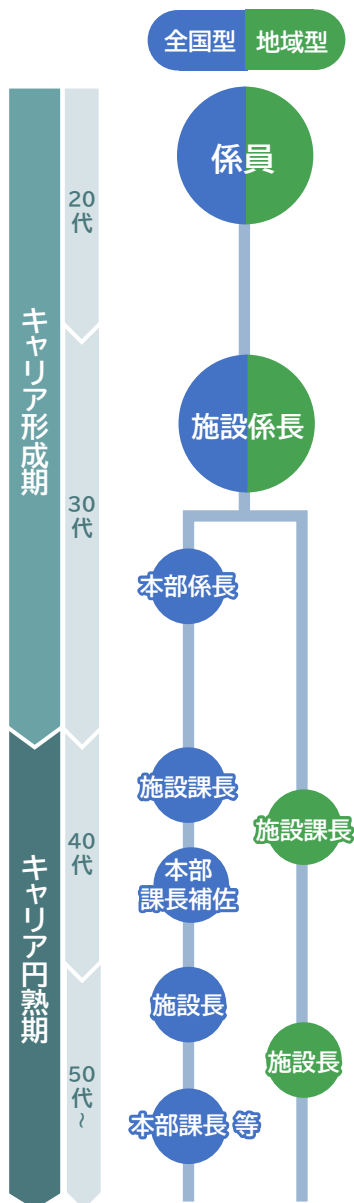 全国型 地域型
係員
20
代
キャリア形成期
施設係長
30
代
本部係長
施設課長
施設課長
40
代
本部
課長補佐
キャリア円熟期
施設長
施設長
50
代
~
本部課長 等